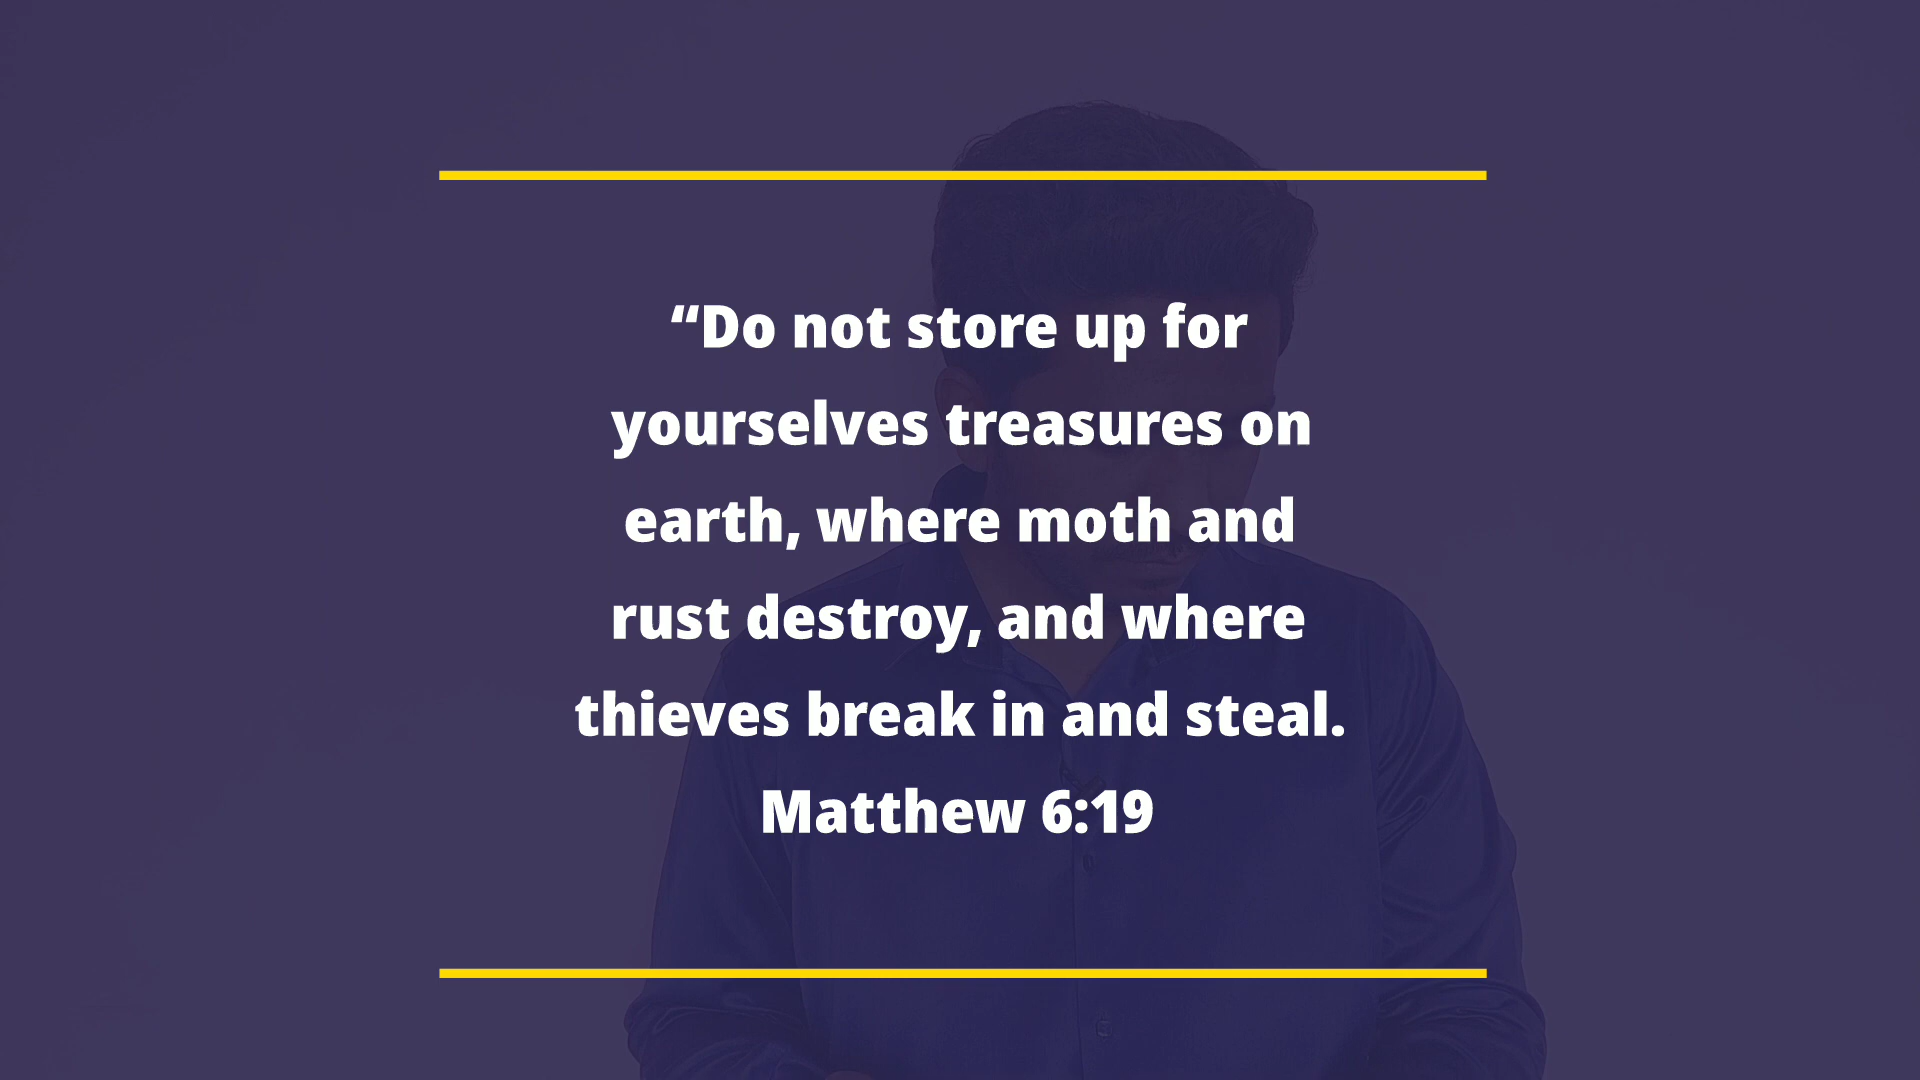 “Do not store up for
yourselves treasures on
earth, where moth and
rust destroy, and where
thieves break in and steal.
Matthew 6:19